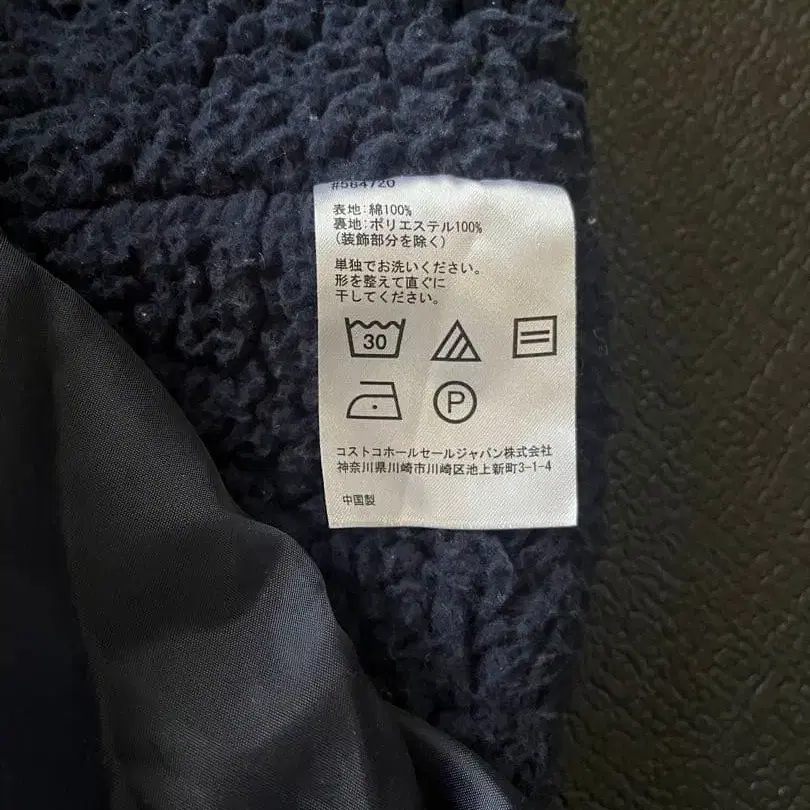 #584720
表地:綿100%
裏地:ポリエステル100%
(装飾部分を除く)
単独でお洗いください。
形を整えて直ぐに
干してください。
30
P
コストコホールセールジャパン株式会社
神奈川県川崎市川崎区池上新町3-1-4
中国製